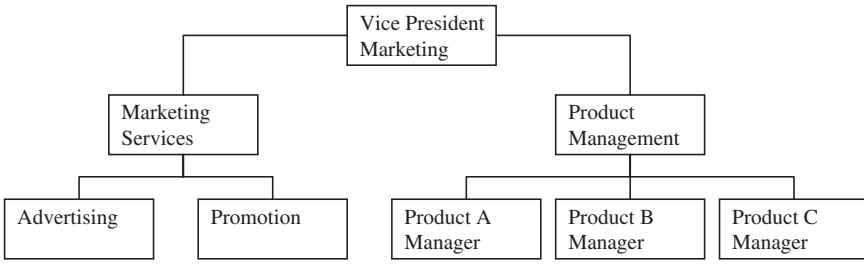 Vice President
Marketing
Marketing
Services
Product
Management
Advertising
Promotion
Product A
Manager
Product B
Manager
Product C
Manager